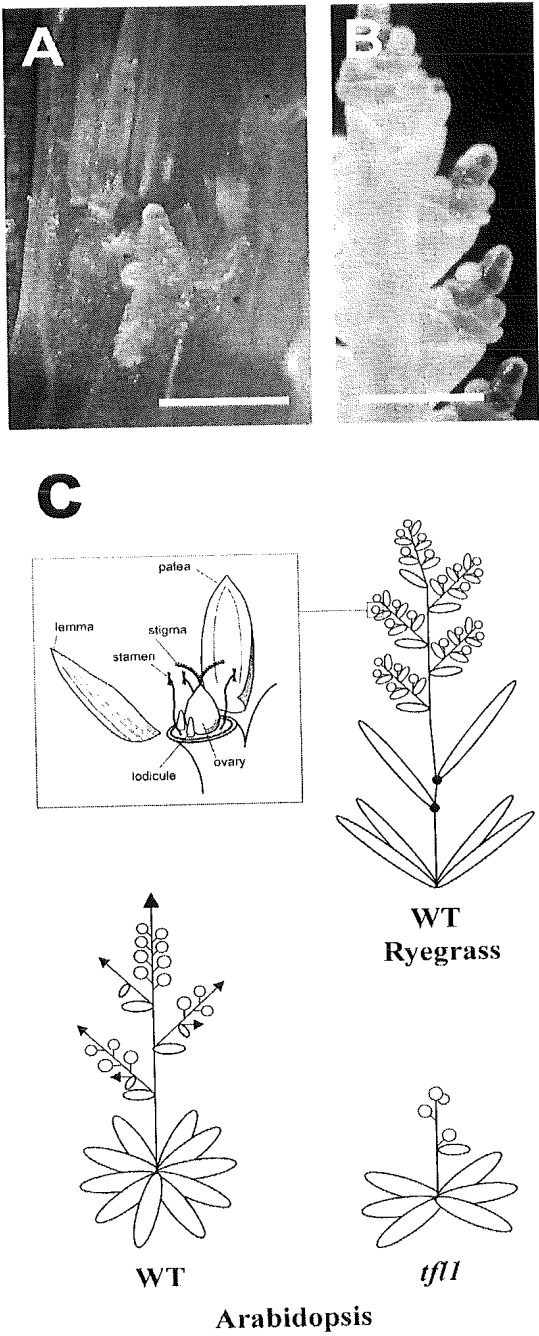 A
B
C
palea
lemma
stigma
stamen
lodicule
ovary
WT
Ryegrass
WT
tfl1
Arabidopsis